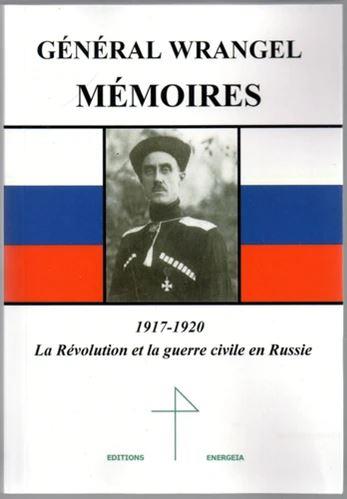 GÉNÉRAL WRANGEL
MÉMOIRES
1917-1920
La Révolution et la guerre civile en Russie
EDITIONS ENERGEIA